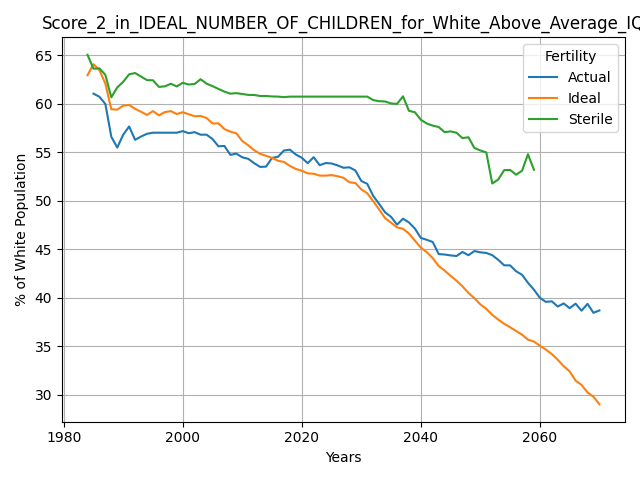 Score_2_in_IDEAL_NUMBER_OF_CHILDREN_for_White_Above_Average_IQ
Fertility
Actual
Ideal
Sterile
% of White Population
65
60
55
50
45
40
35
30
1980 2000 2020 2040 2060
Years